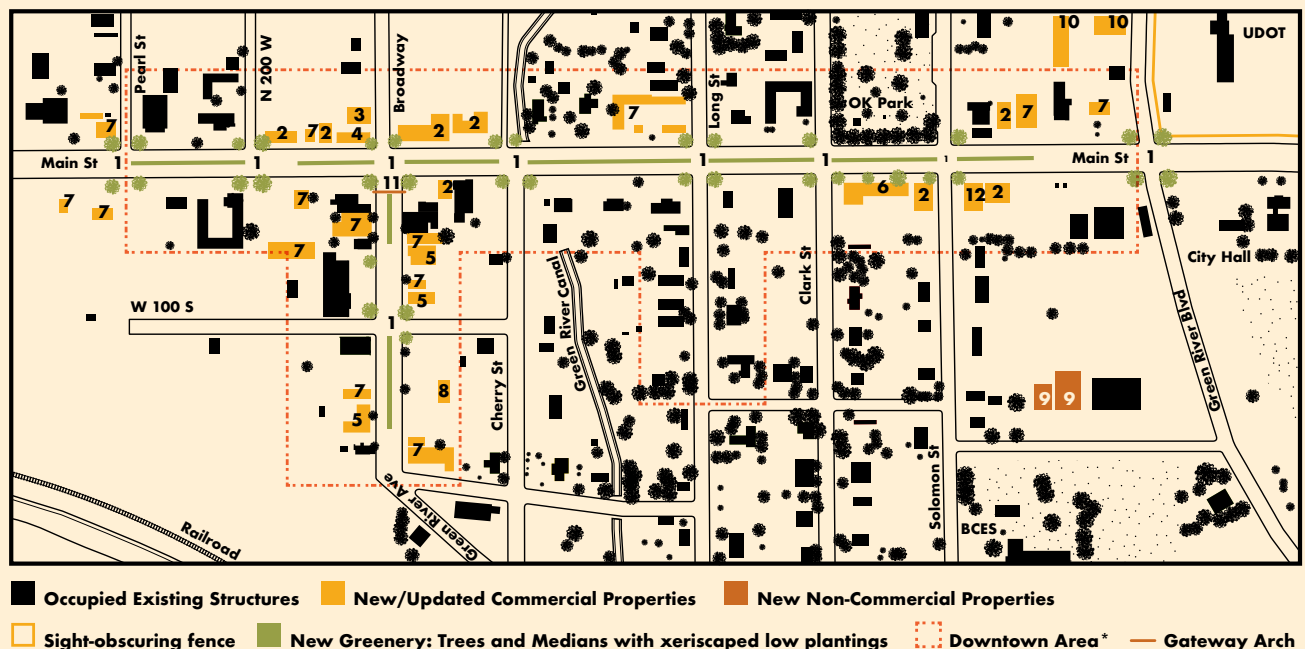 10 10
UDOT
Pearl St
N 200 W
Broadway
Long St
OK Park
7 2 7 2 3 4 2 2 7 2 7 7
Main St 1 1 1 1 1 1 1 Main St 1
11
7 7 7 7 7 2 7 5 6 2 12 2
City Hall
Clark St
Green River Canal
7 5
W 100 S
1
Green River Blvd
7 5 8 7
Cherry St
9 9
Solomon St
Green River Ave
Railroad
BCES
Occupied Existing Structures
New/Updated Commercial Properties
New Non-Commercial Properties
Sight-obscuring fence
New Greenery: Trees and Medians with xeriscaped low plantings
Downtown Area*
Gateway Arch